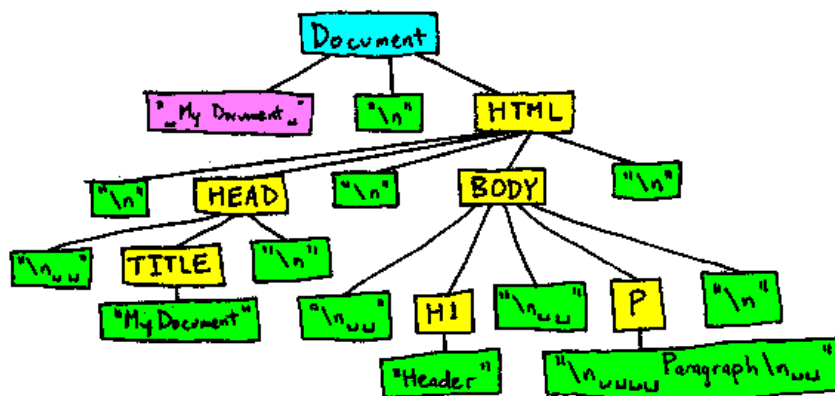 Document
"␣My Document␣"
"\n"
HTML
"\n"
HEAD
"\n"
BODY
"\n"
"\n␣␣"
TITLE
"\n"
"My Document"
"\n␣␣"
H1
"\n␣␣"
P
"\n"
"Header"
"\n␣␣␣␣Paragraph\n␣␣"